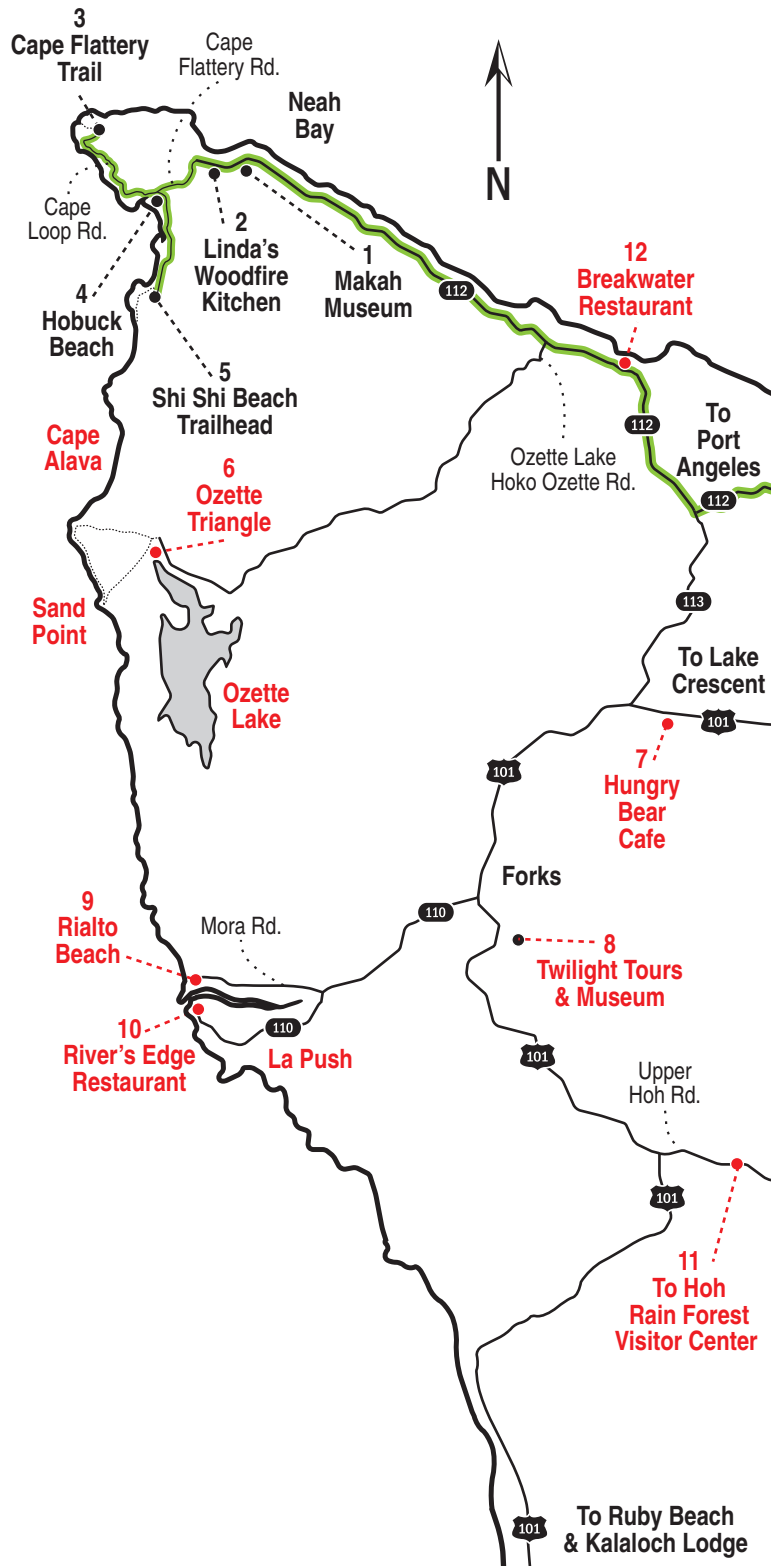 3
Cape Flattery
Trail
Cape
Flattery Rd.
Neah
Bay
N
Cape
Loop Rd.
2
Linda's
Woodfire
Kitchen
1
Makah
Museum
112
12
Breakwater
Restaurant
4
Hobuck
Beach
5
Shi Shi Beach
Trailhead
112
To
Port
Angeles
112
Ozette Lake
Hoko Ozette Rd.
Cape
Alava
6
Ozette
Triangle
Sand
Point
113
Ozette
Lake
To Lake
Crescent
101
101
7
Hungry
Bear
Cafe
Forks
110
9
Rialto
Beach
Mora Rd.
8
Twilight Tours
& Museum
10
River's Edge
Restaurant
110
La Push
101
Upper
Hoh Rd.
101
11
To Hoh
Rain Forest
Visitor Center
101
To Ruby Beach
& Kalaloch Lodge